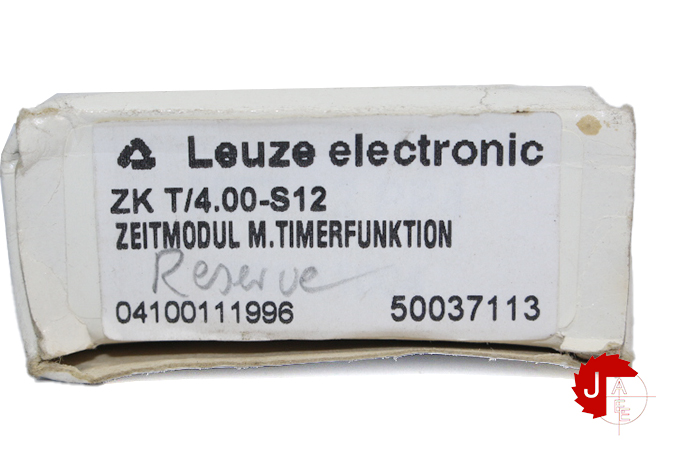 Leuze electronic
ZK T/4.00-S12
ZEITMODUL M.TIMERFUNKTION
Reserve
04100111996 50037113
J